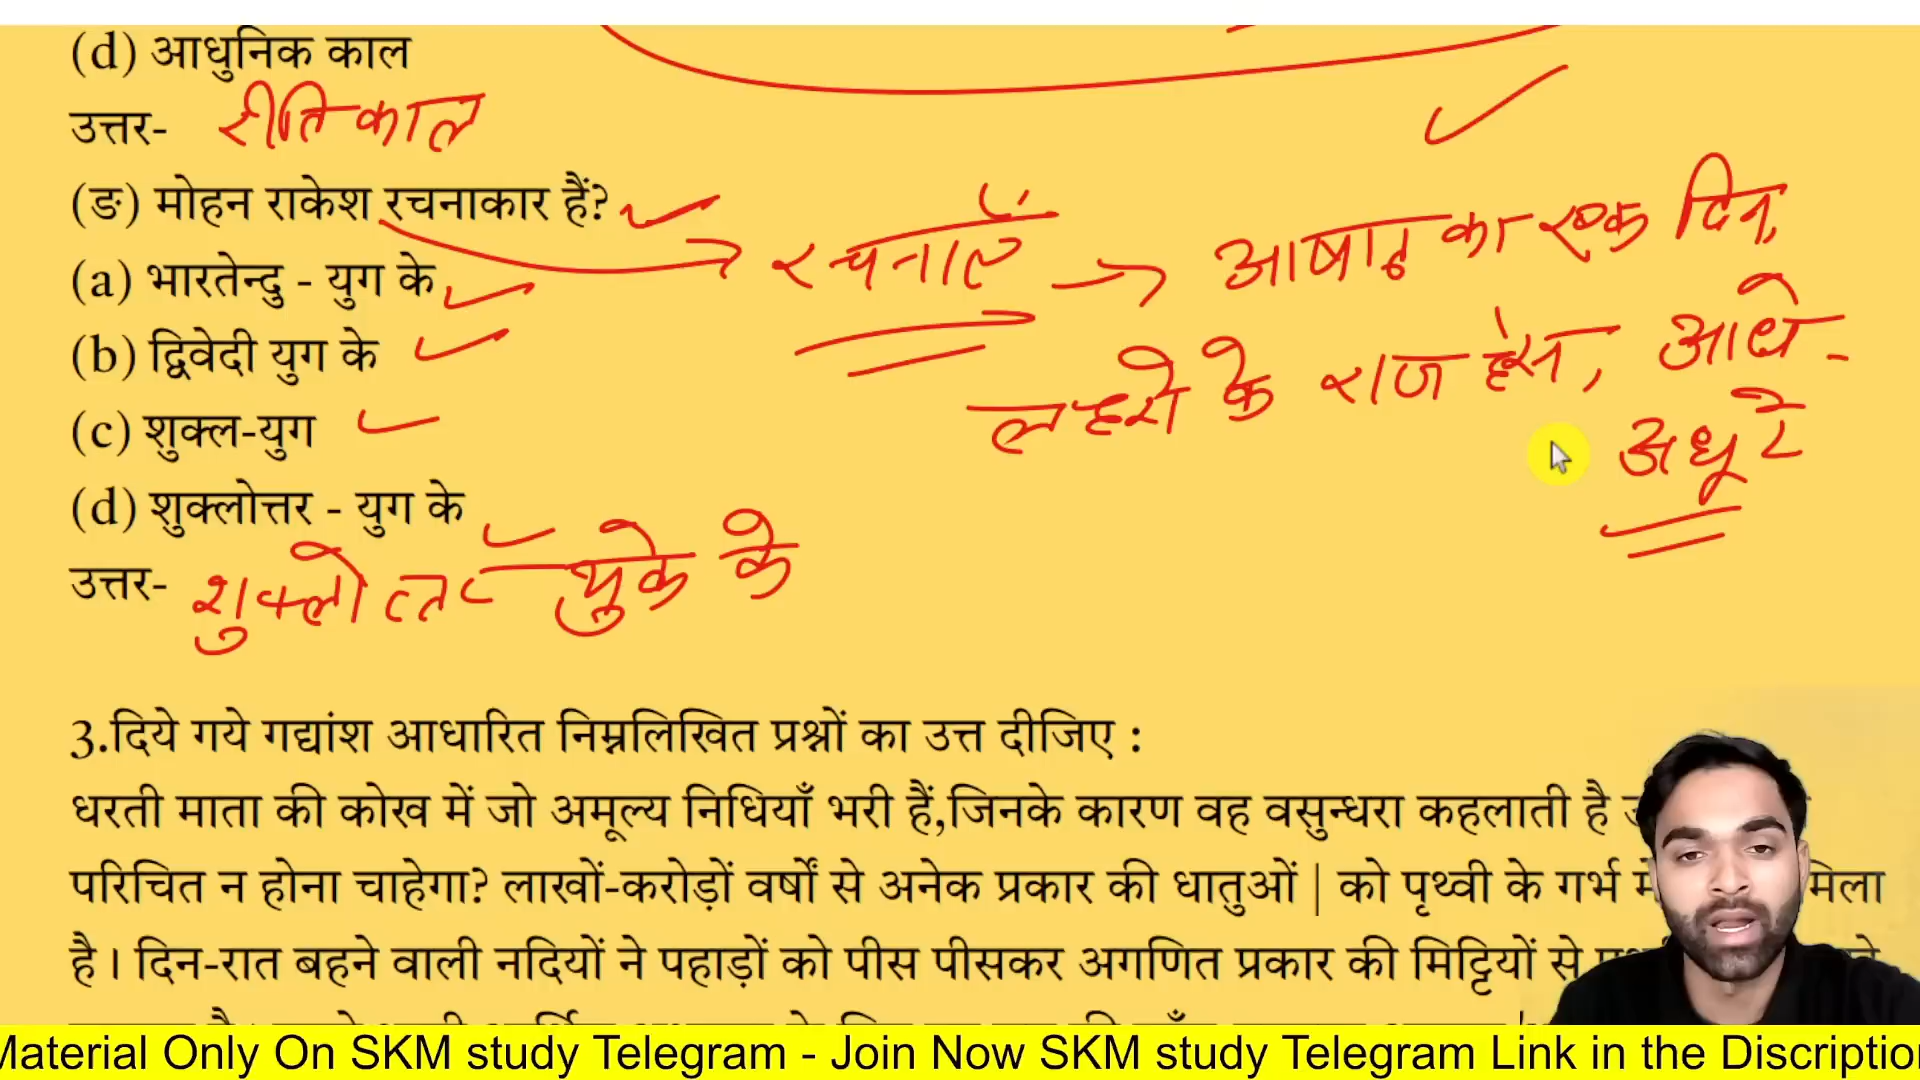 (d) आधुनिक काल
उत्तर- रीतिकाल
(ङ) मोहन राकेश रचनाकार हैं? रचनाएँ → आषाढ का एक दिन,
(a) भारतेन्दु - युग के
लहरो के राज हंस, आधे -
(b) द्विवेदी युग के
अधूरे
(c) शुक्ल-युग
(d) शुक्लोत्तर - युग के
उत्तर- शुक्लोत्तर युके के
3.दिये गये गद्यांश आधारित निम्नलिखित प्रश्नों का उत्त दीजिए :
धरती माता की कोख में जो अमूल्य निधियाँ भरी हैं,जिनके कारण वह वसुन्धरा कहलाती है
परिचित न होना चाहेगा? लाखों-करोड़ों वर्षों से अनेक प्रकार की धातुओं | को पृथ्वी के गर्भ मिला
है। दिन-रात बहने वाली नदियों ने पहाड़ों को पीस पीसकर अगणित प्रकार की मिट्टियों से
Material Only On SKM study Telegram - Join Now SKM study Telegram Link in the Discription